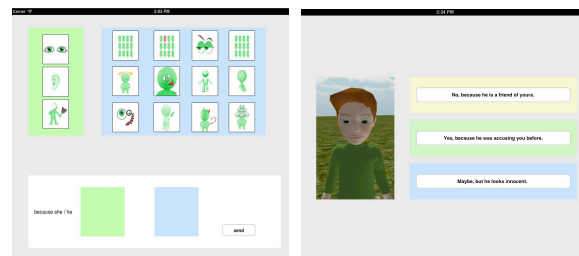 Carrier 5:03 PM
because she / he
send
2:34 PM
No, because he is a friend of yours.
Yes, because he was accusing you before.
Maybe, but he looks innocent.